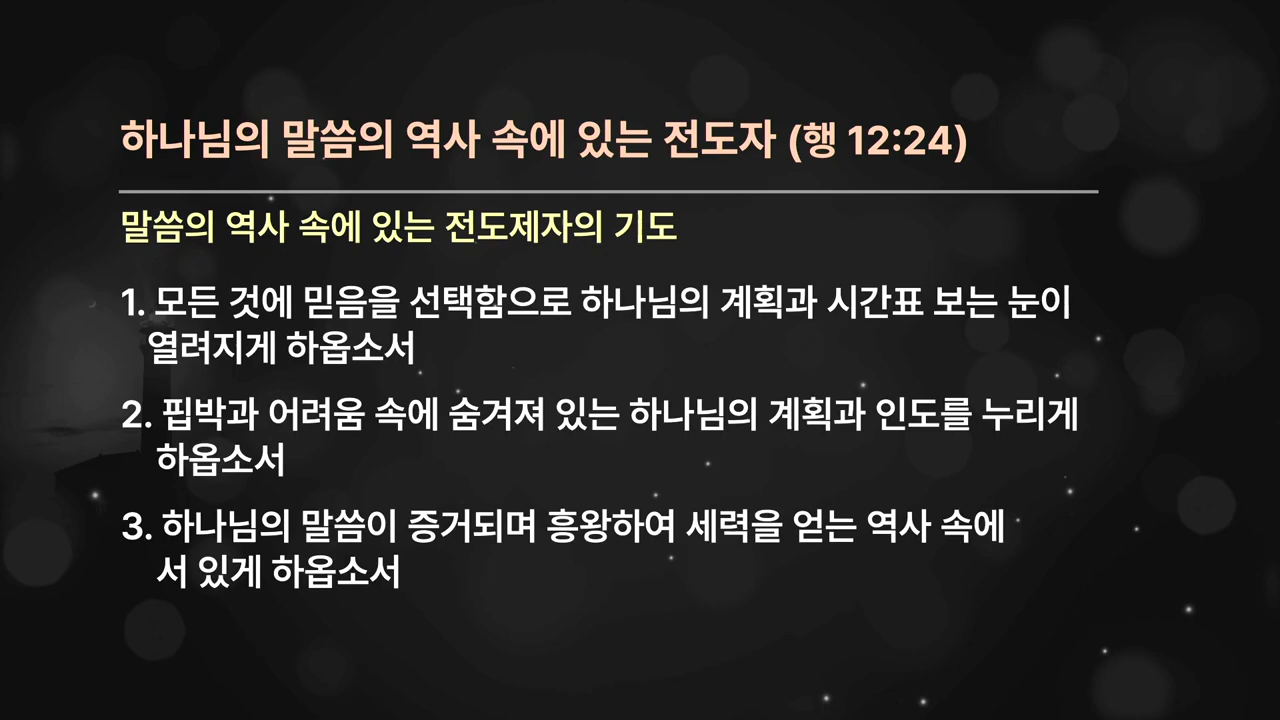 하나님의 말씀의 역사 속에 있는 전도자 (행 12:24)
말씀의 역사 속에 있는 전도제자의 기도
1. 모든 것에 믿음을 선택함으로 하나님의 계획과 시간표 보는 눈이
열려지게 하옵소서
2. 핍박과 어려움 속에 숨겨져 있는 하나님의 계획과 인도를 누리게
하옵소서
3. 하나님의 말씀이 증거되며 흥왕하여 세력을 얻는 역사 속에
서 있게 하옵소서